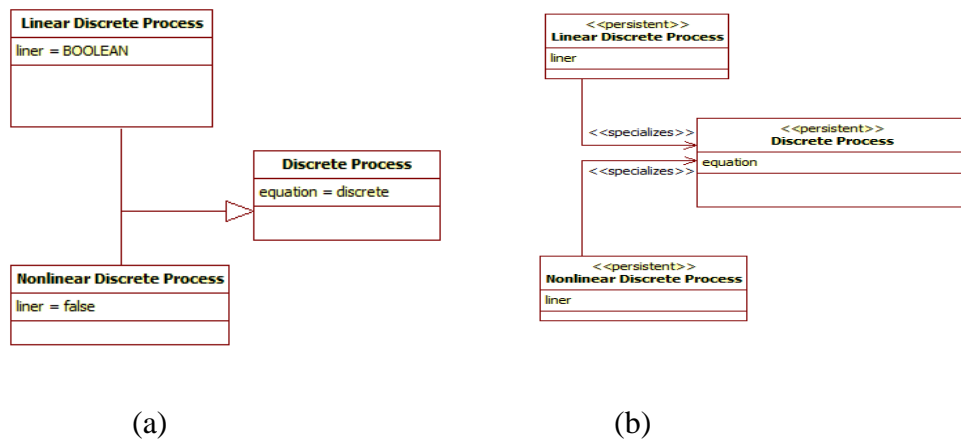 Linear Discrete Process
liner = BOOLEAN
Discrete Process
equation = discrete
Nonlinear Discrete Process
liner = false
(a)
<<persistent>>
Linear Discrete Process
liner
<<specializes>>
<<persistent>>
Discrete Process
equation
<<specializes>>
<<persistent>>
Nonlinear Discrete Process
liner
(b)